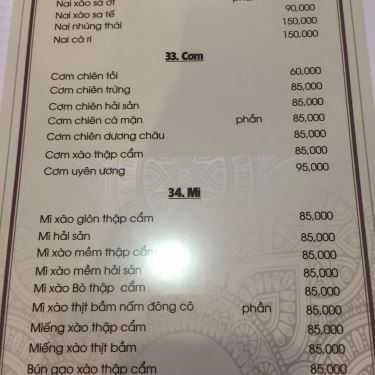 Nai xào sa ớt
Nai xào sa tế 90,000
Nai nhúng thái 150,000
Nai cà ri 150,000
33. Cơm
Cơm chiên tỏi 60,000
Cơm chiên trứng 85,000
Cơm chiên hải sản 85,000
Cơm chiên cá mặn phần 85,000
Cơm chiên dương châu 85,000
Cơm xào thập cẩm 85,000
Cơm uyên ương 95,000
34. Mì
Mì xào giòn thập cẩm 85,000
Mì hải sản 85,000
Mì xào mềm thập cẩm 85,000
Mì xào mềm hải sản 85,000
Mì xào Bò thập cẩm 85,000
Mì xào thịt bằm nấm đông cô phần 85,000
Miếng xào thập cẩm 85,000
Miếng xào thịt bằm 85,000
Bún gạo xào thập cẩm 85,000